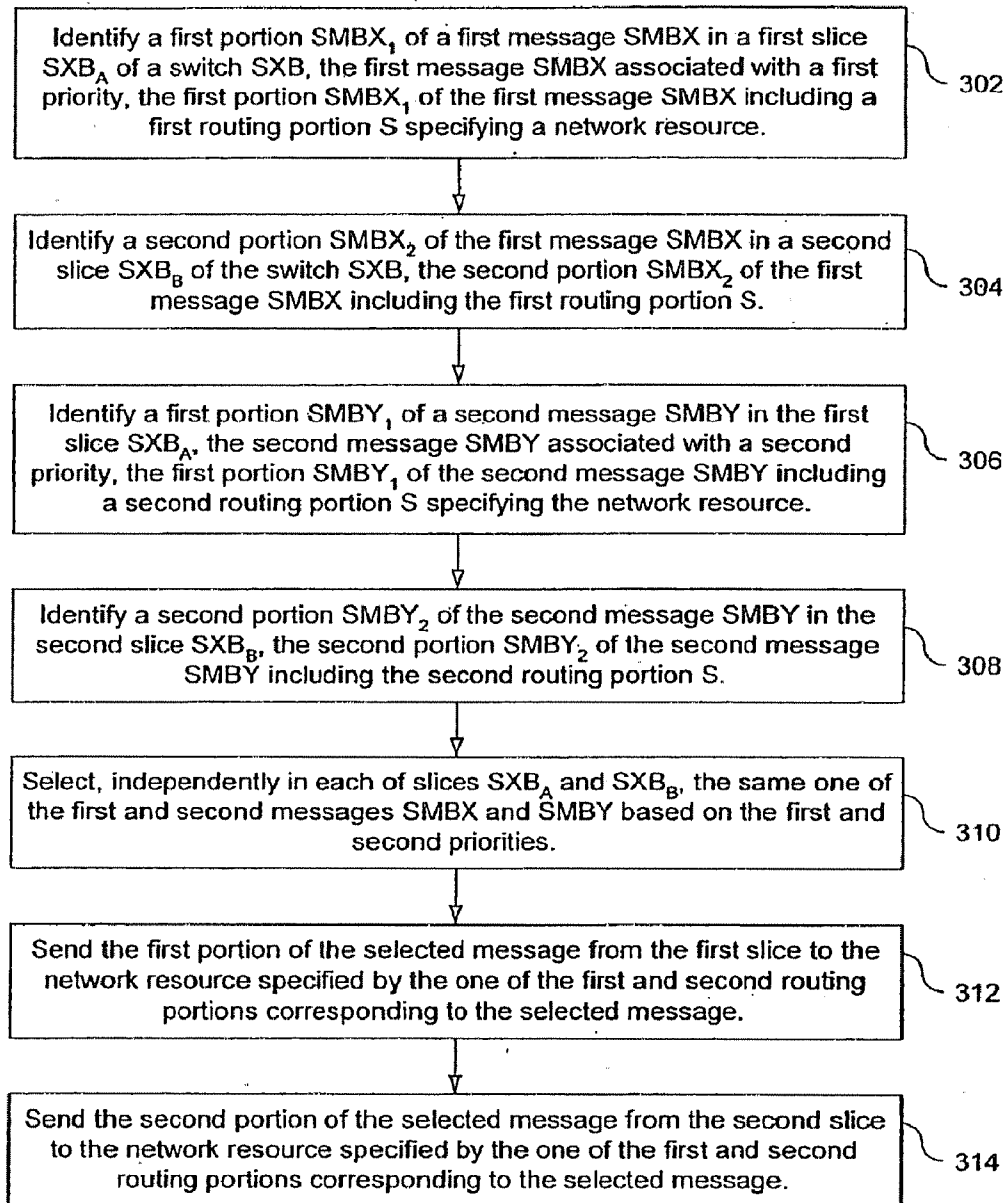 Identify a first portion SMBX₁ of a first message SMBX in a first slice
SXB_A of a switch SXB, the first message SMBX associated with a first
priority, the first portion SMBX₁ of the first message SMBX including a
first routing portion S specifying a network resource.
302
Identify a second portion SMBX₂ of the first message SMBX in a second
slice SXB_B of the switch SXB, the second portion SMBX₂ of the first
message SMBX including the first routing portion S.
304
Identify a first portion SMBY₁ of a second message SMBY in the first
slice SXB_A, the second message SMBY associated with a second
priority, the first portion SMBY₁ of the second message SMBY including
a second routing portion S specifying the network resource.
306
Identify a second portion SMBY₂ of the second message SMBY in the
second slice SXB_B, the second portion SMBY₂ of the second message
SMBY including the second routing portion S.
308
Select, independently in each of slices SXB_A and SXB_B, the same one of
the first and second messages SMBX and SMBY based on the first and
second priorities.
310
Send the first portion of the selected message from the first slice to the
network resource specified by the one of the first and second routing
portions corresponding to the selected message.
312
Send the second portion of the selected message from the second slice
to the network resource specified by the one of the first and second
routing portions corresponding to the selected message.
314